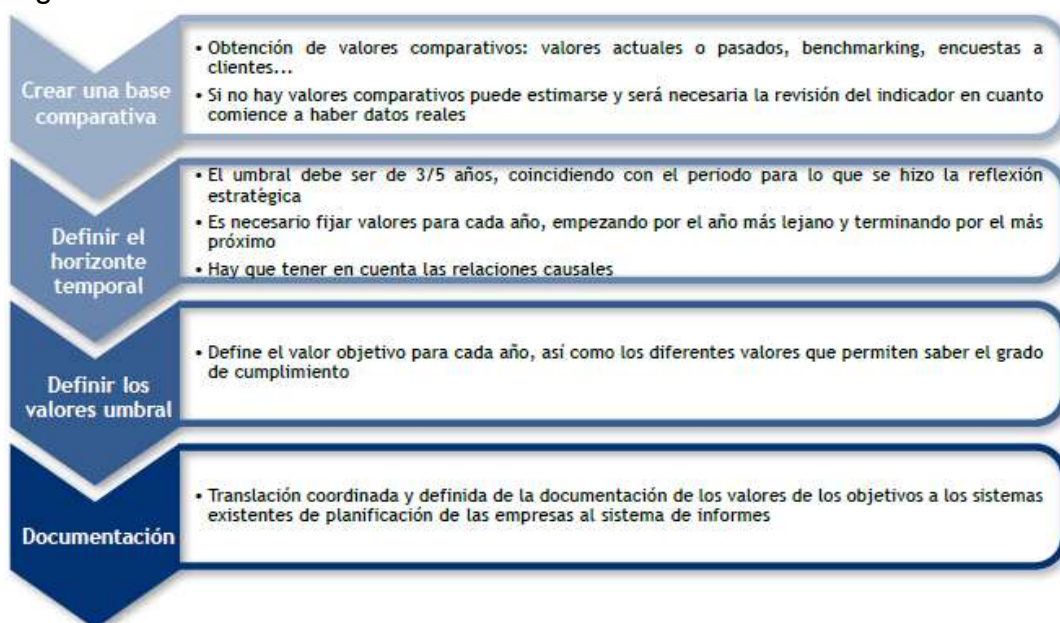 Crear una base
comparativa
• Obtención de valores comparativos: valores actuales o pasados, benchmarking, encuestas a
clientes...
• Si no hay valores comparativos puede estimarse y será necesaria la revisión del indicador en cuanto
comience a haber datos reales
Definir el
horizonte
temporal
• El umbral debe ser de 3/5 años, coincidiendo con el periodo para lo que se hizo la reflexión
estratégica
• Es necesario fijar valores para cada año, empezando por el año más lejano y terminando por el más
próximo
• Hay que tener en cuenta las relaciones causales
Definir los
valores umbral
• Define el valor objetivo para cada año, así como los diferentes valores que permiten saber el grado
de cumplimiento
Documentación
• Translación coordinada y definida de la documentación de los valores de los objetivos a los sistemas
existentes de planificación de las empresas al sistema de informes